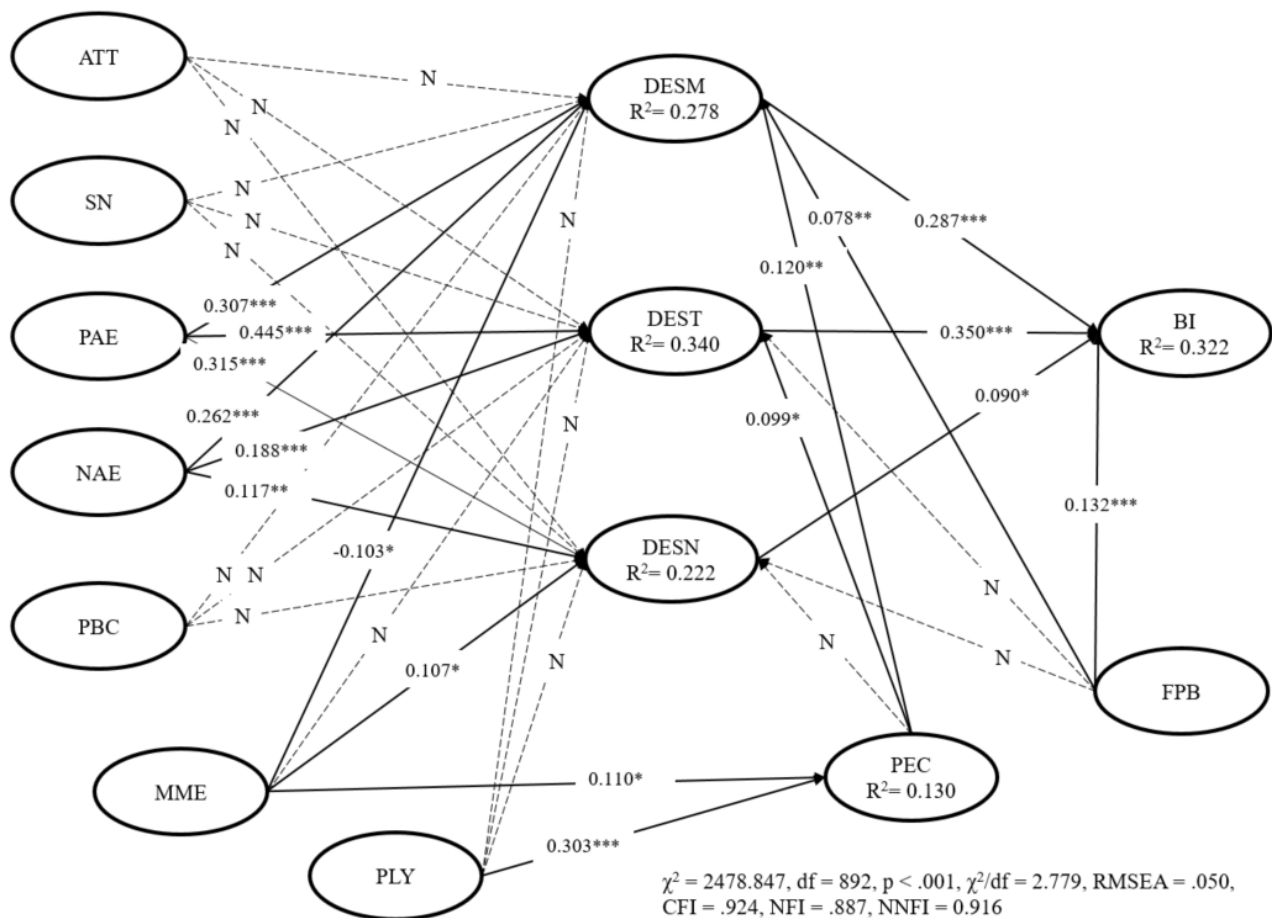 ATT
N
DESM
R²= 0.278
N
N
SN
N
N
N
N
0.078**
0.287***
0.120**
0.307***
PAE
0.445***
DEST
R²= 0.340
0.350***
BI
R²= 0.322
0.315***
0.090*
0.262***
0.099*
N
NAE
0.188***
0.117**
0.132***
-0.103*
DESN
R²= 0.222
N
N
N
N
PBC
N
N
N
N
0.107*
N
FPB
PEC
R²= 0.130
MME
0.110*
0.303***
PLY
χ² = 2478.847, df = 892, p < .001, χ²/df = 2.779, RMSEA = .050,
CFI = .924, NFI = .887, NNFI = 0.916